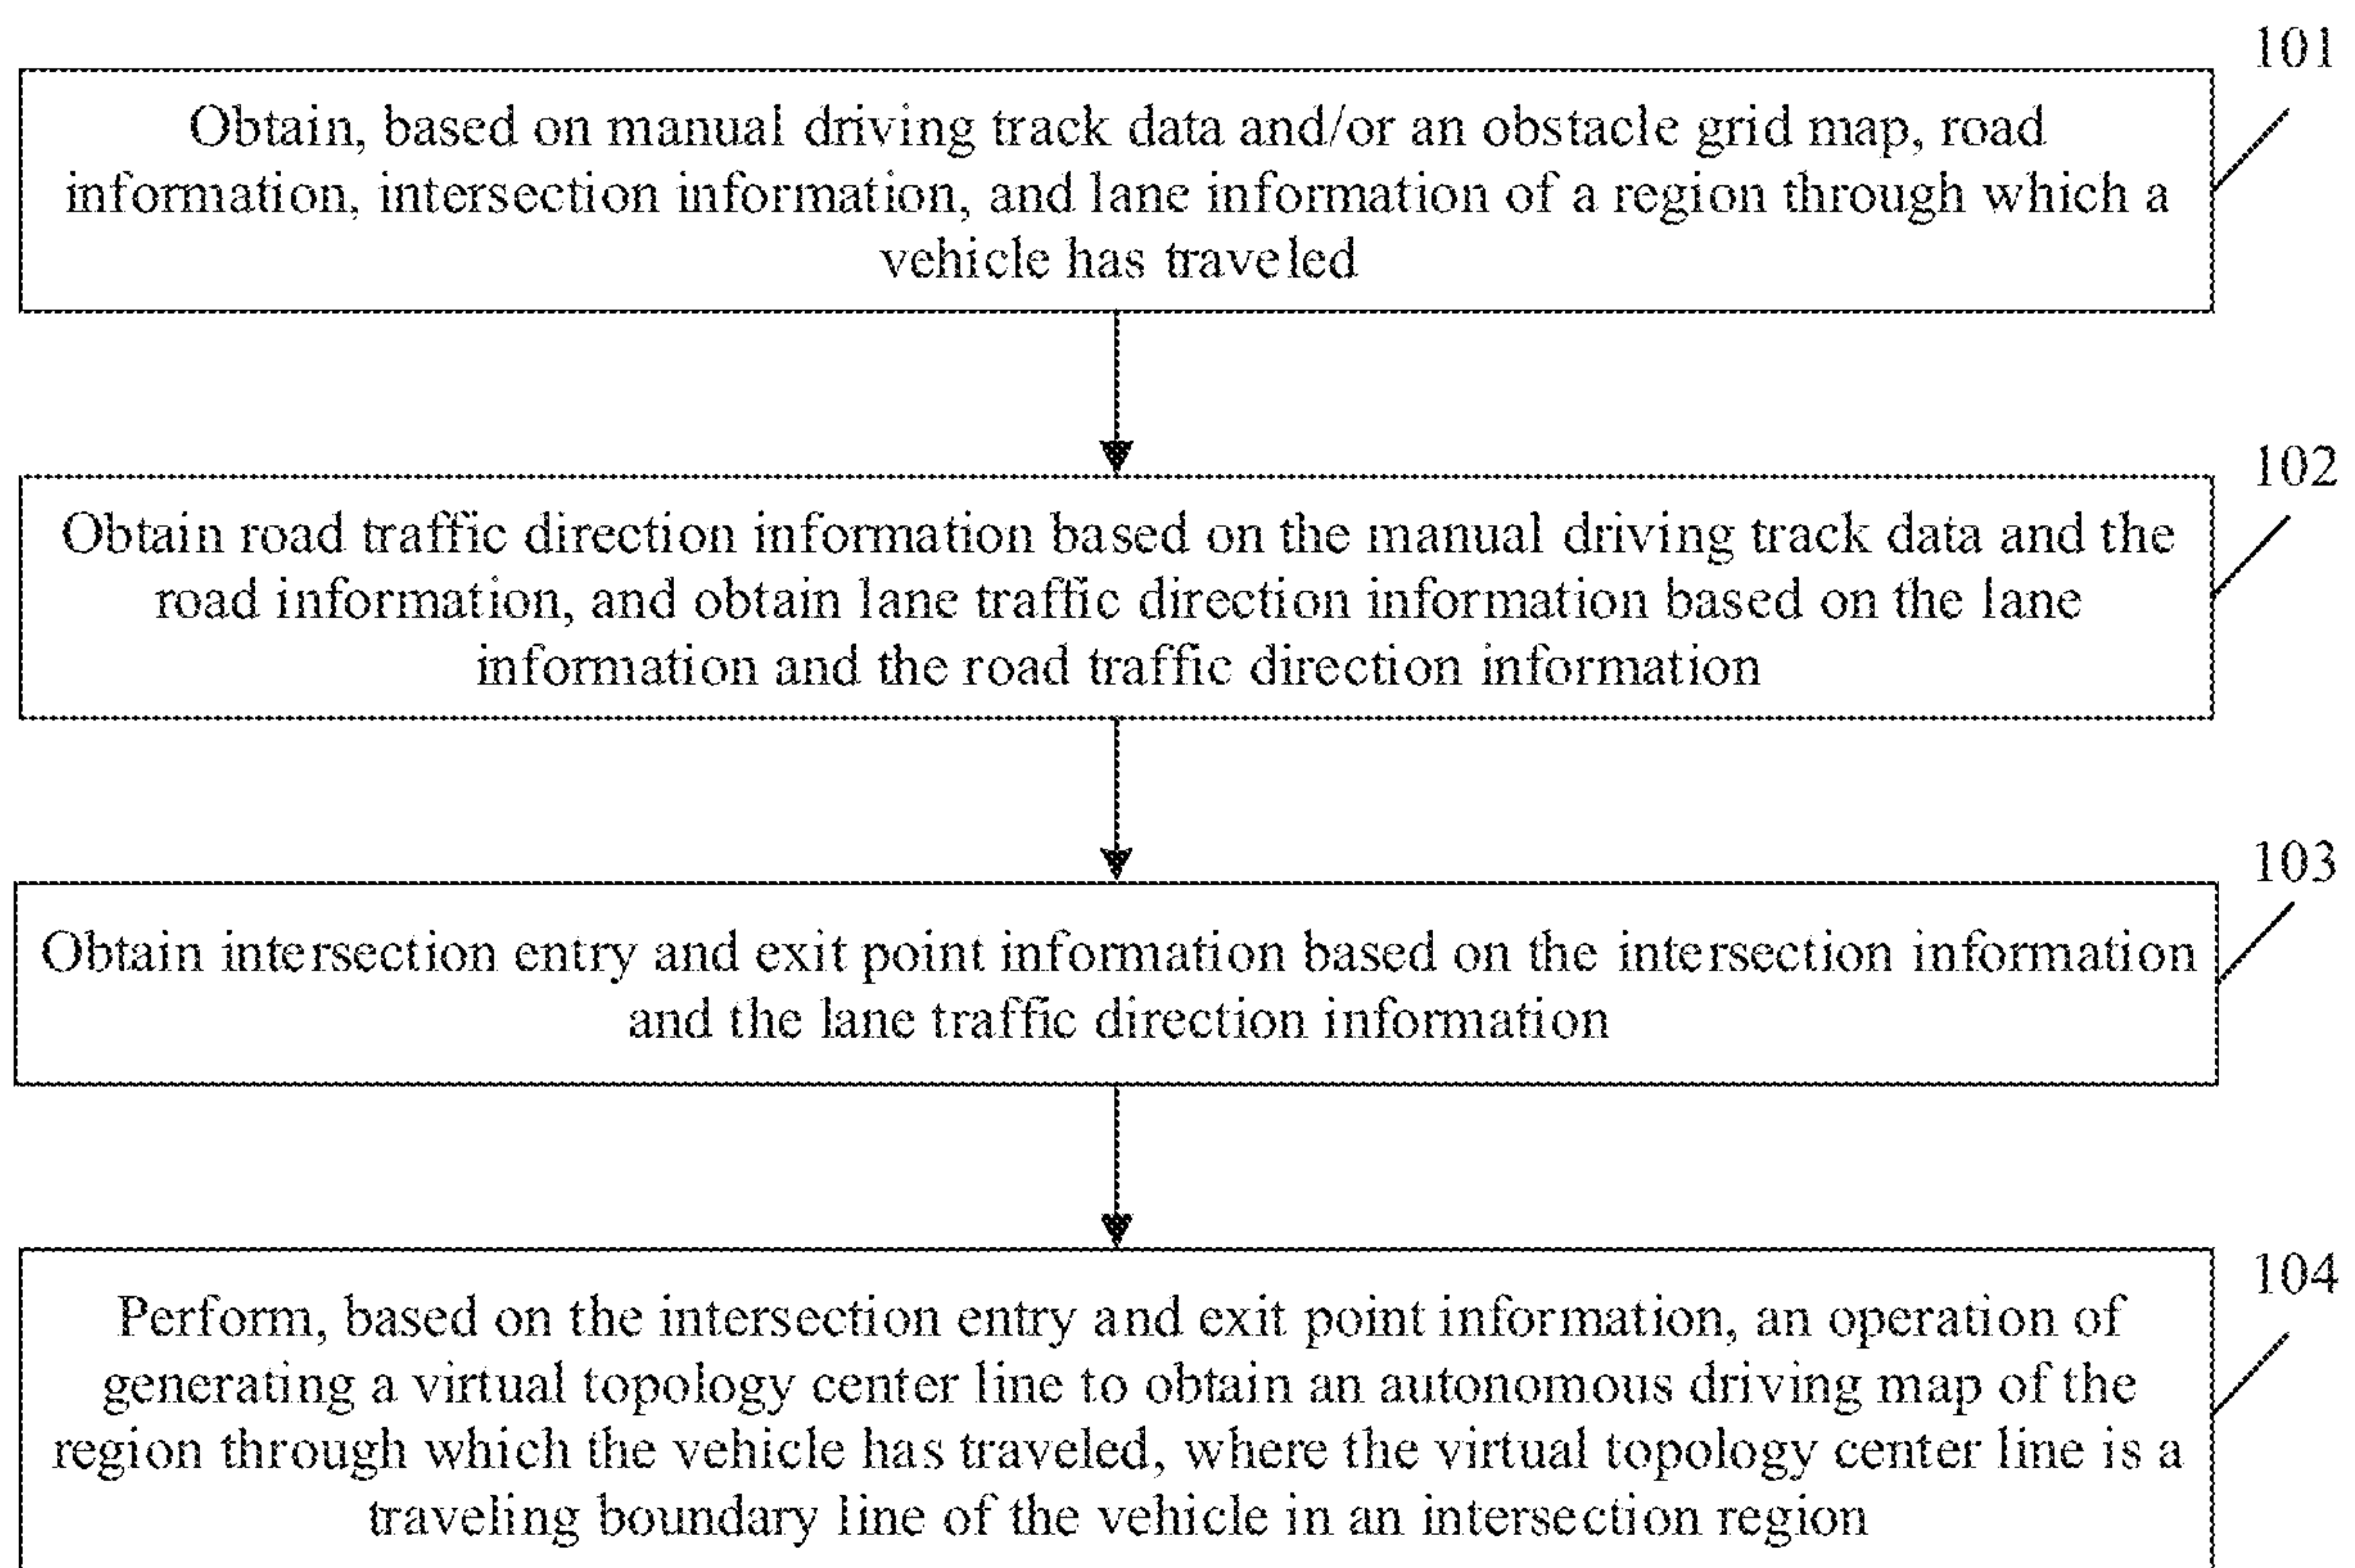 101
Obtain, based on manual driving track data and/or an obstacle grid map, road
information, intersection information, and lane information of a region through which a
vehicle has traveled
102
Obtain road traffic direction information based on the manual driving track data and the
road information, and obtain lane traffic direction information based on the lane
information and the road traffic direction information
103
Obtain intersection entry and exit point information based on the intersection information
and the lane traffic direction information
104
Perform, based on the intersection entry and exit point information, an operation of
generating a virtual topology center line to obtain an autonomous driving map of the
region through which the vehicle has traveled, where the virtual topology center line is a
traveling boundary line of the vehicle in an intersection region